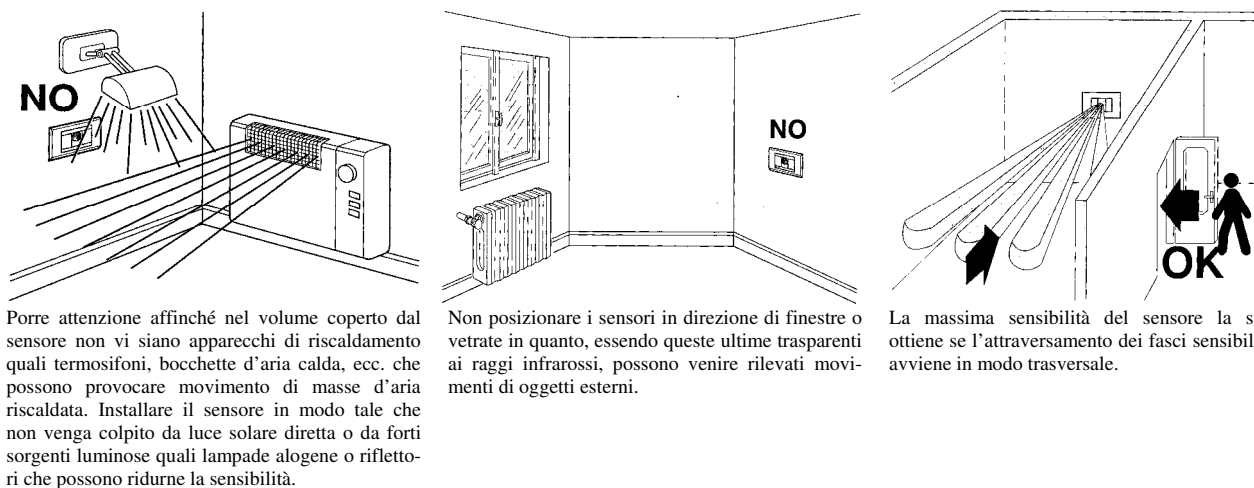 NO
Porre attenzione affinché nel volume coperto dal
sensore non vi siano apparecchi di riscaldamento
quali termosifoni, bocchette d'aria calda, ecc. che
possono provocare movimento di masse d'aria
riscaldata. Installare il sensore in modo tale che
non venga colpito da luce solare diretta o da forti
sorgenti luminose quali lampade alogene o rifletto-
ri che possono ridurne la sensibilità.
NO
Non posizionare i sensori in direzione di finestre o
vetrate in quanto, essendo queste ultime trasparenti
ai raggi infrarossi, possono venire rilevati movi-
menti di oggetti esterni.
OK
La massima sensibilità del sensore la s
ottiene se l'attraversamento dei fasci sensibil
avviene in modo trasversale.